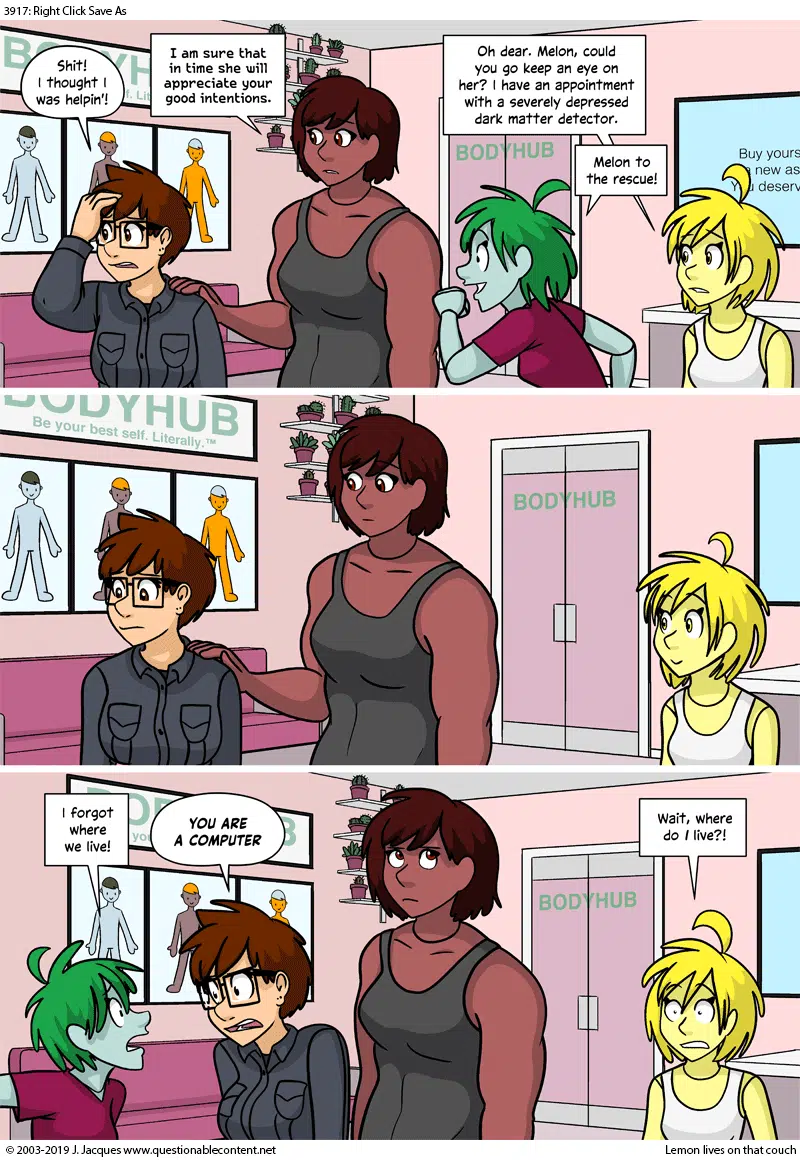 3917: Right Click Save As
BODYHUB
Shit!
I thought I
was helpin'!
I am sure that
in time she will
appreciate your
good intentions.
Oh dear. Melon, could
you go keep an eye on
her? I have an appointment
with a severely depressed
dark matter detector.
Melon to
the rescue!
BODYHUB
Buy yours
new as
You deserv
BODYHUB
Be your best self. Literally.™
BODYHUB
I forgot
where
we live!
YOU ARE
A COMPUTER
Wait, where
do I live?!
BODYHUB
© 2003-2019 J. Jacques www.questionablecontent.net
Lemon lives on that couch